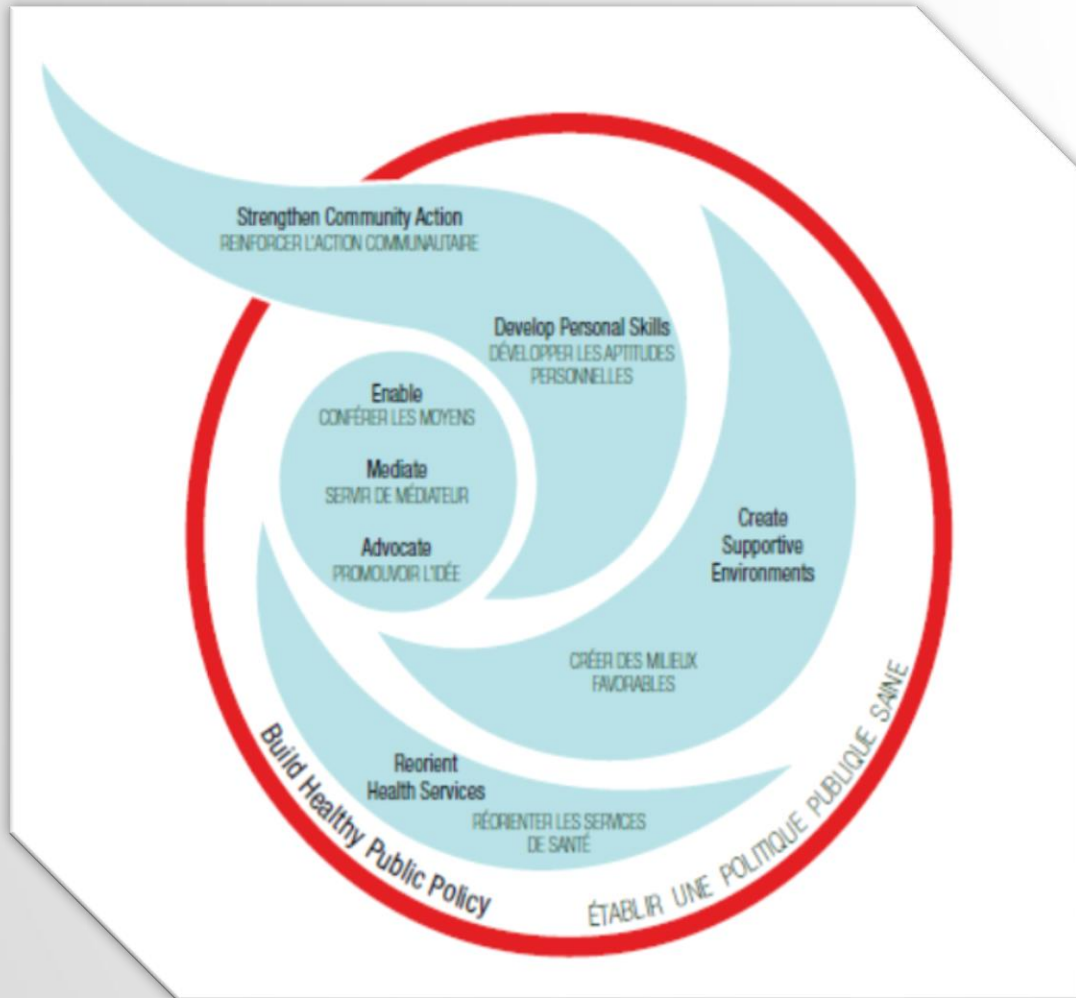 Strengthen Community Action
RENFORCER L'ACTION COMMUNAUTAIRE
Develop Personal Skills
DÉVELOPPER LES APTITUDES
PERSONNELLES
Enable
CONFÉRER LES MOYENS
Mediate
SERVIR DE MÉDIATEUR
Advocate
PROMOUVOIR L'IDÉE
Create
Supportive
Environments
CRÉER DES MILIEUX
FAVORABLES
Reorient
Health Services
RÉORIENTER LES SERVICES
DE SANTÉ
Build Healthy Public Policy
ÉTABLIR UNE POLITIQUE PUBLIQUE SAINE